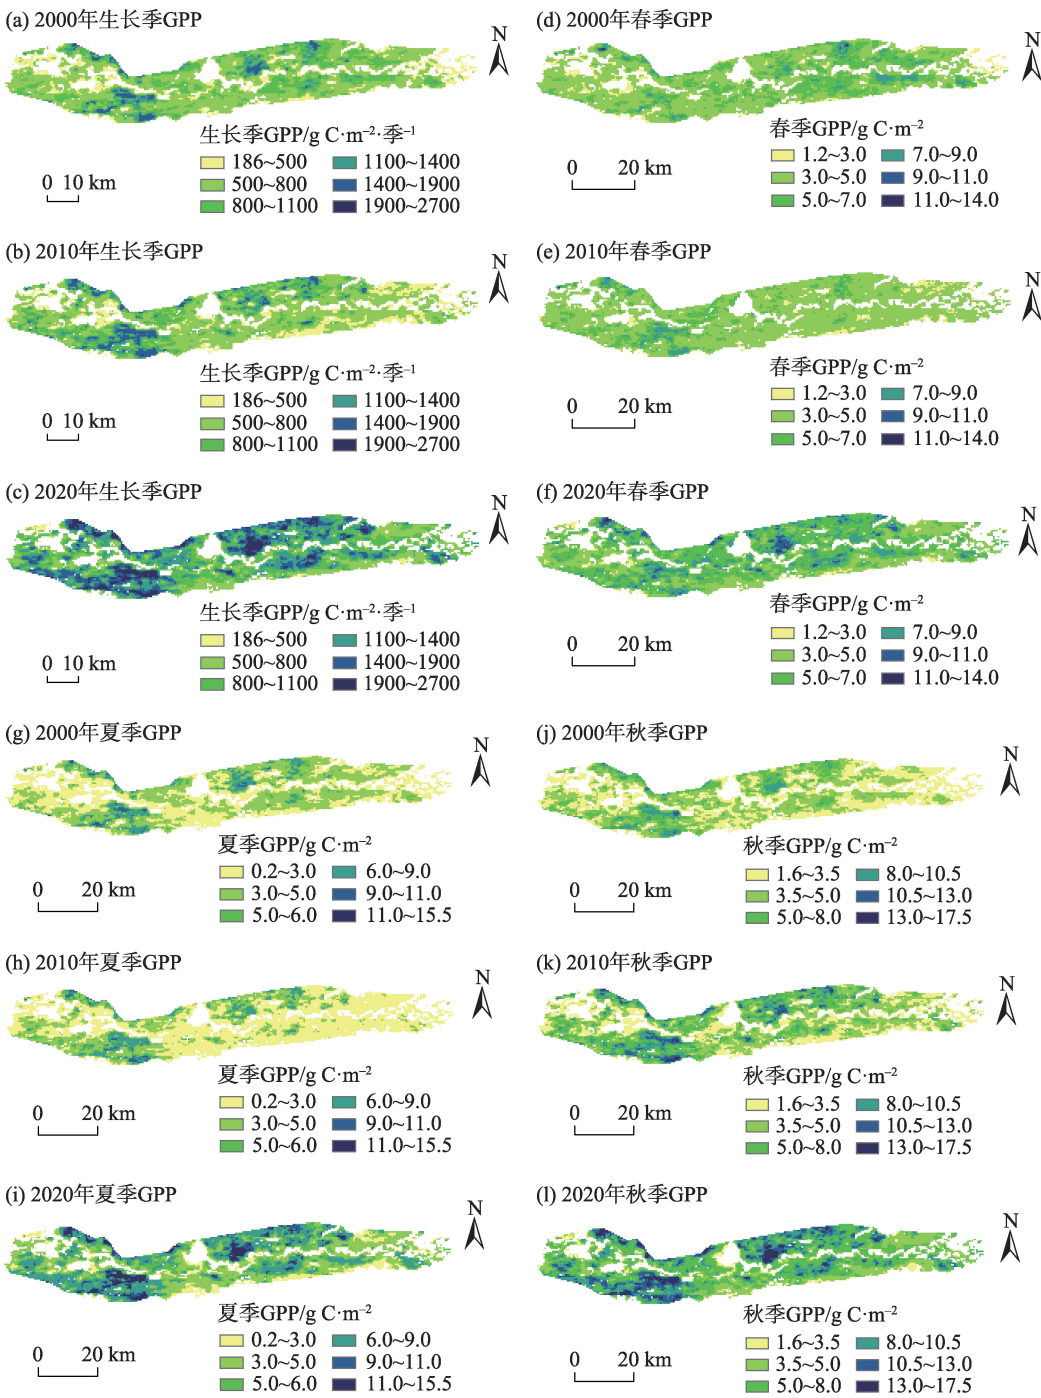 (a) 2000年生长季GPP
N
生长季GPP/g C·m⁻²·季⁻¹
186~500 1100~1400
500~800 1400~1900
800~1100 1900~2700
0 10 km
(d) 2000年春季GPP
N
春季GPP/g C·m⁻²
1.2~3.0 7.0~9.0
3.0~5.0 9.0~11.0
5.0~7.0 11.0~14.0
0 20 km
(b) 2010年生长季GPP
N
生长季GPP/g C·m⁻²·季⁻¹
186~500 1100~1400
500~800 1400~1900
800~1100 1900~2700
0 10 km
(e) 2010年春季GPP
N
春季GPP/g C·m⁻²
1.2~3.0 7.0~9.0
3.0~5.0 9.0~11.0
5.0~7.0 11.0~14.0
0 20 km
(c) 2020年生长季GPP
N
生长季GPP/g C·m⁻²·季⁻¹
186~500 1100~1400
500~800 1400~1900
800~1100 1900~2700
0 10 km
(f) 2020年春季GPP
N
春季GPP/g C·m⁻²
1.2~3.0 7.0~9.0
3.0~5.0 9.0~11.0
5.0~7.0 11.0~14.0
0 20 km
(g) 2000年夏季GPP
N
夏季GPP/g C·m⁻²
0.2~3.0 6.0~9.0
3.0~5.0 9.0~11.0
5.0~6.0 11.0~15.5
0 20 km
(j) 2000年秋季GPP
N
秋季GPP/g C·m⁻²
1.6~3.5 8.0~10.5
3.5~5.0 10.5~13.0
5.0~8.0 13.0~17.5
0 20 km
(h) 2010年夏季GPP
N
夏季GPP/g C·m⁻²
0.2~3.0 6.0~9.0
3.0~5.0 9.0~11.0
5.0~6.0 11.0~15.5
0 20 km
(k) 2010年秋季GPP
N
秋季GPP/g C·m⁻²
1.6~3.5 8.0~10.5
3.5~5.0 10.5~13.0
5.0~8.0 13.0~17.5
0 20 km
(i) 2020年夏季GPP
N
夏季GPP/g C·m⁻²
0.2~3.0 6.0~9.0
3.0~5.0 9.0~11.0
5.0~6.0 11.0~15.5
0 20 km
(l) 2020年秋季GPP
N
秋季GPP/g C·m⁻²
1.6~3.5 8.0~10.5
3.5~5.0 10.5~13.0
5.0~8.0 13.0~17.5
0 20 km